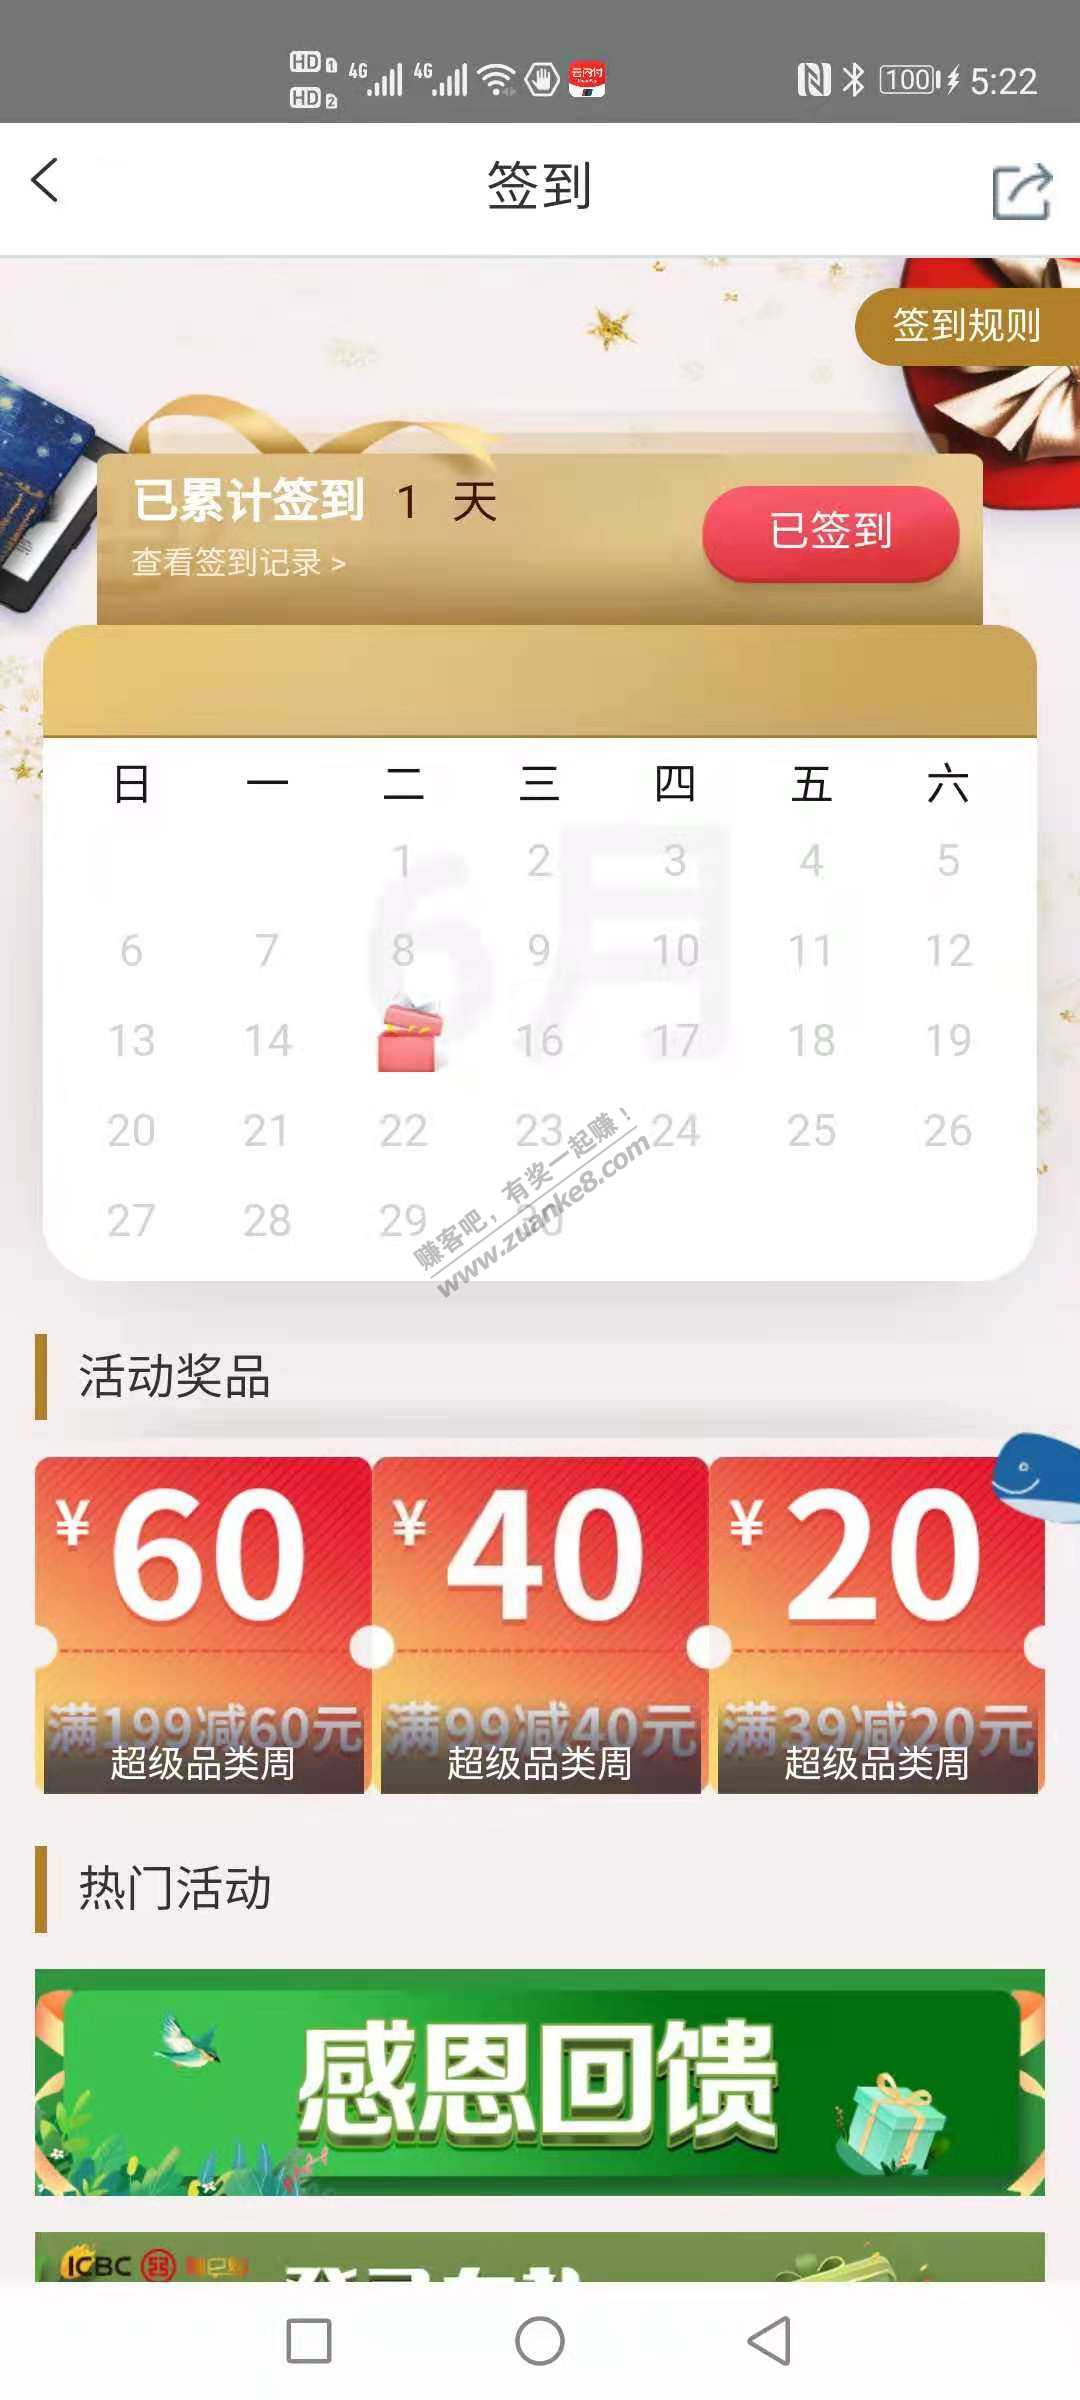 HD 1 4G 4G 云闪付 100 5:22
HD 2
签到
签到规则
已累计签到 1 天
已签到
查看签到记录 >
日 一 二 三 四 五 六
6月
1 2 3 4 5
6 7 8 9 10 11 12
13 14 16 17 18 19
20 21 22 23 24 25 26
27 28 29 30
赚客吧，有奖一起赚！
www.zuanke8.com
活动奖品
¥60 ¥40 ¥20
满199减60元 满99减40元 满39减20元
超级品类周 超级品类周 超级品类周
热门活动
感恩回馈
ICBC